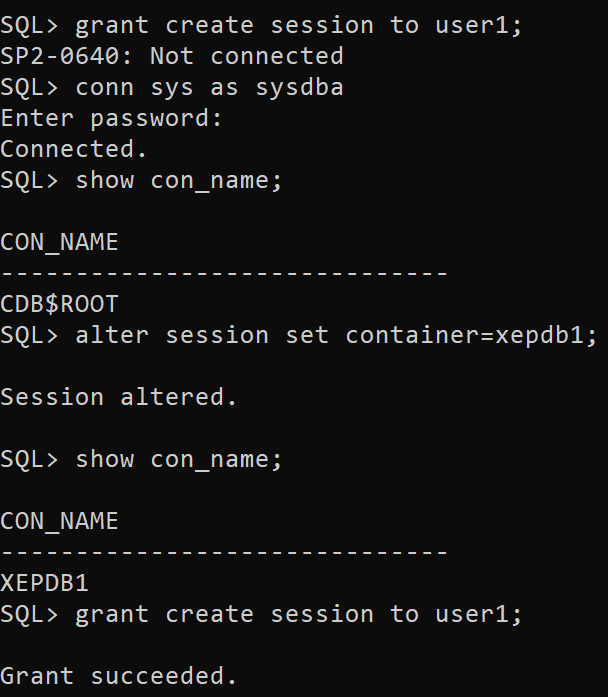 SQL> grant create session to user1;
SP2-0640: Not connected
SQL> conn sys as sysdba
Enter password:
Connected.
SQL> show con_name;
CON_NAME
------------------------------
CDB$ROOT
SQL> alter session set container=xepdb1;
Session altered.
SQL> show con_name;
CON_NAME
------------------------------
XEPDB1
SQL> grant create session to user1;
Grant succeeded.